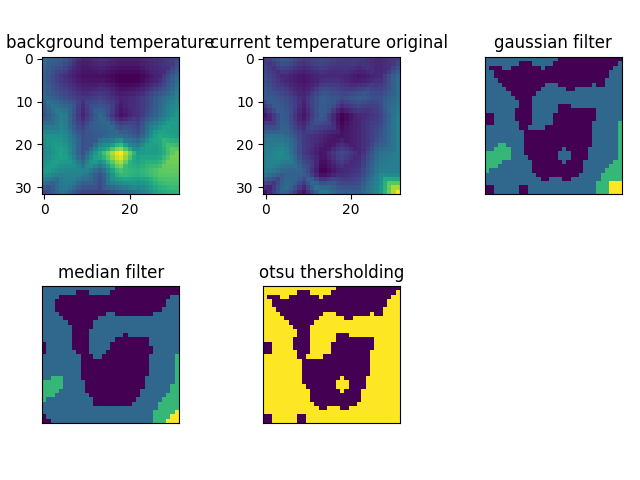 background temperature
current temperature original
gaussian filter
0
10
20
30
0
20
0
10
20
30
0
20
median filter
otsu thersholding